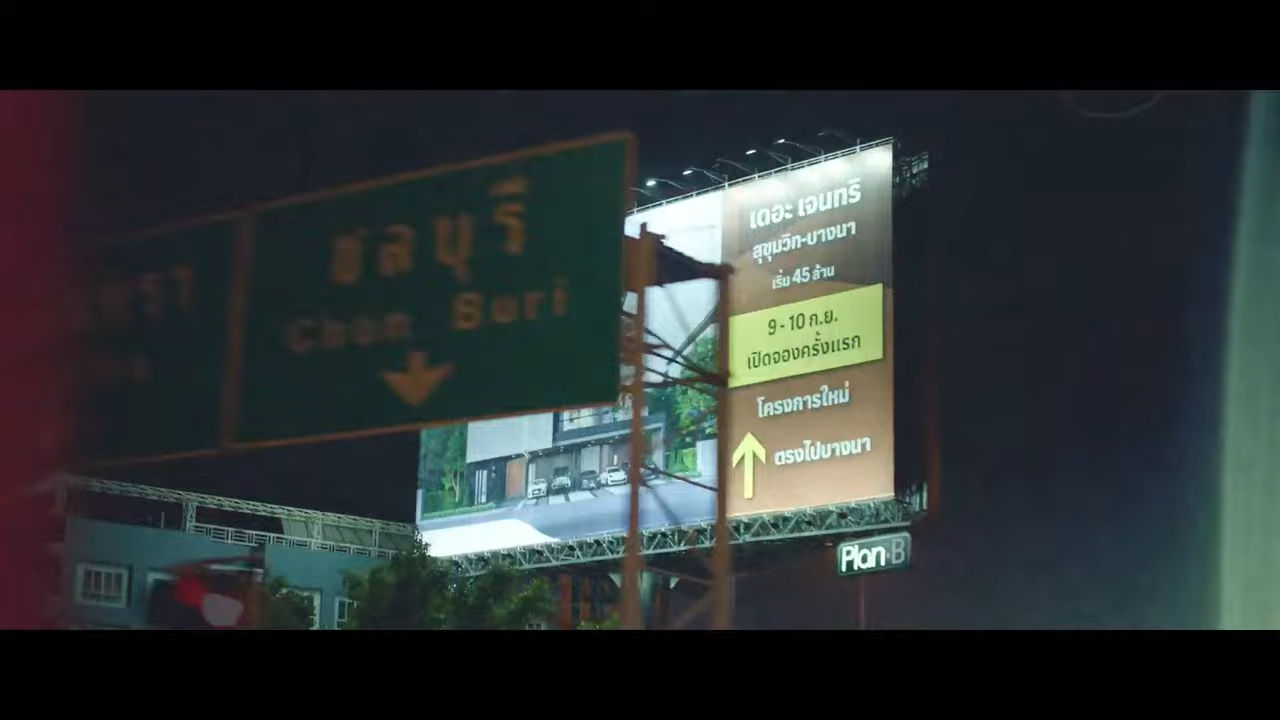 ชลบุรี
Chon Buri
เดอะ เจนทริ
สุขุมวิท-บางนา
เริ่ม 45 ล้าน
9 - 10 ก.ย.
เปิดจองครั้งแรก
โครงการใหม่
ตรงไปบางนา
Plan B